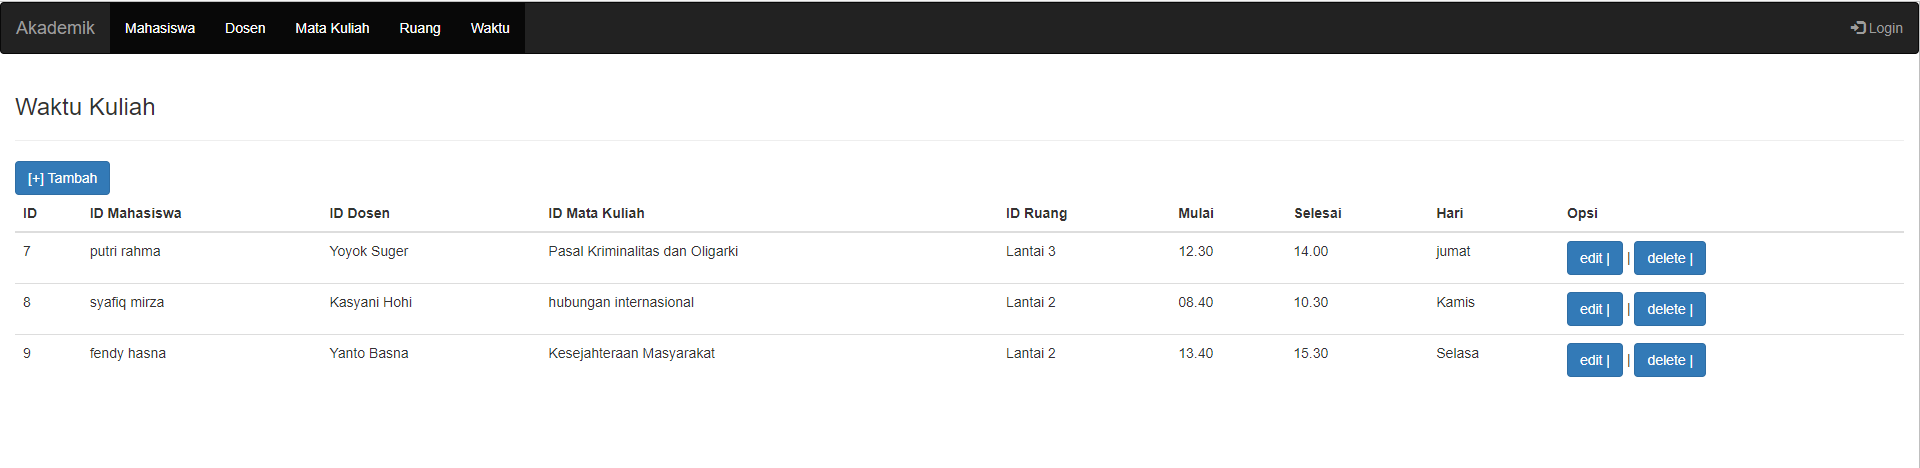 Akademik Mahasiswa Dosen Mata Kuliah Ruang Waktu Login
Waktu Kuliah
[+] Tambah
ID ID Mahasiswa ID Dosen ID Mata Kuliah ID Ruang Mulai Selesai Hari Opsi
7 putri rahma Yoyok Suger Pasal Kriminalitas dan Oligarki Lantai 3 12.30 14.00 jumat edit | | delete |
8 syafiq mirza Kasyani Hohi hubungan internasional Lantai 2 08.40 10.30 Kamis edit | | delete |
9 fendy hasna Yanto Basna Kesejahteraan Masyarakat Lantai 2 13.40 15.30 Selasa edit | | delete |